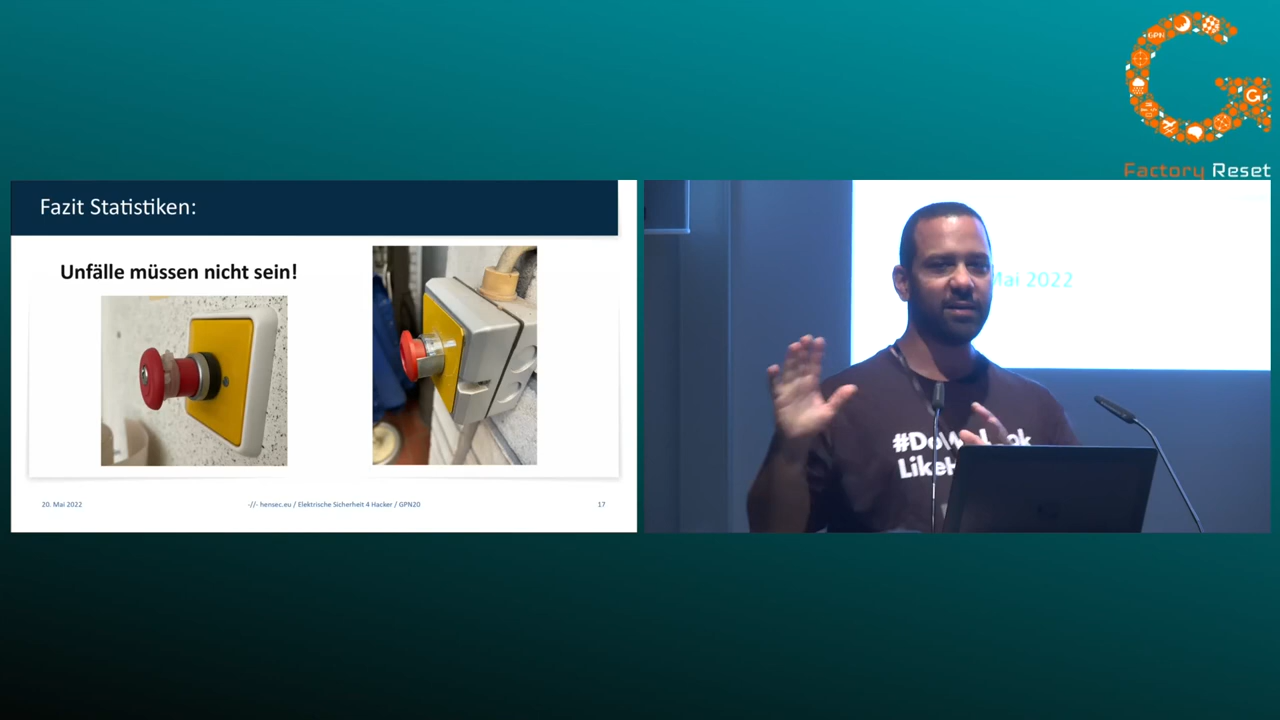 Factory Reset
Fazit Statistiken:
Unfälle müssen nicht sein!
20. Mai 2022
-//- hensec.eu / Elektrische Sicherheit 4 Hacker / GPN20
17
Mai 2022
GPN